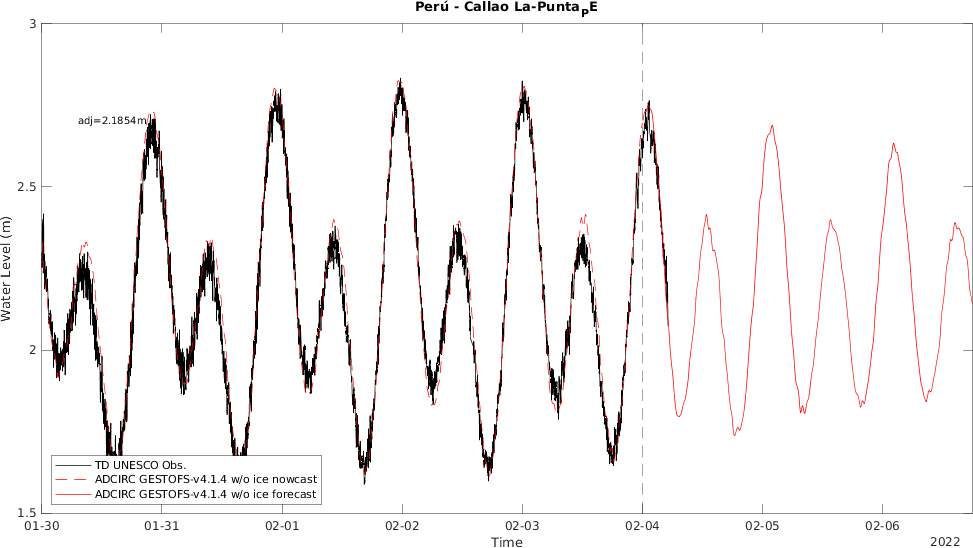 Perú - Callao La-PuntaPE
3
2.5
2
1.5
Water Level (m)
adj=2.1854m
TD UNESCO Obs.
ADCIRC GESTOFS-v4.1.4 w/o ice nowcast
ADCIRC GESTOFS-v4.1.4 w/o ice forecast
01-30 01-31 02-01 02-02 02-03 02-04 02-05 02-06
Time
2022